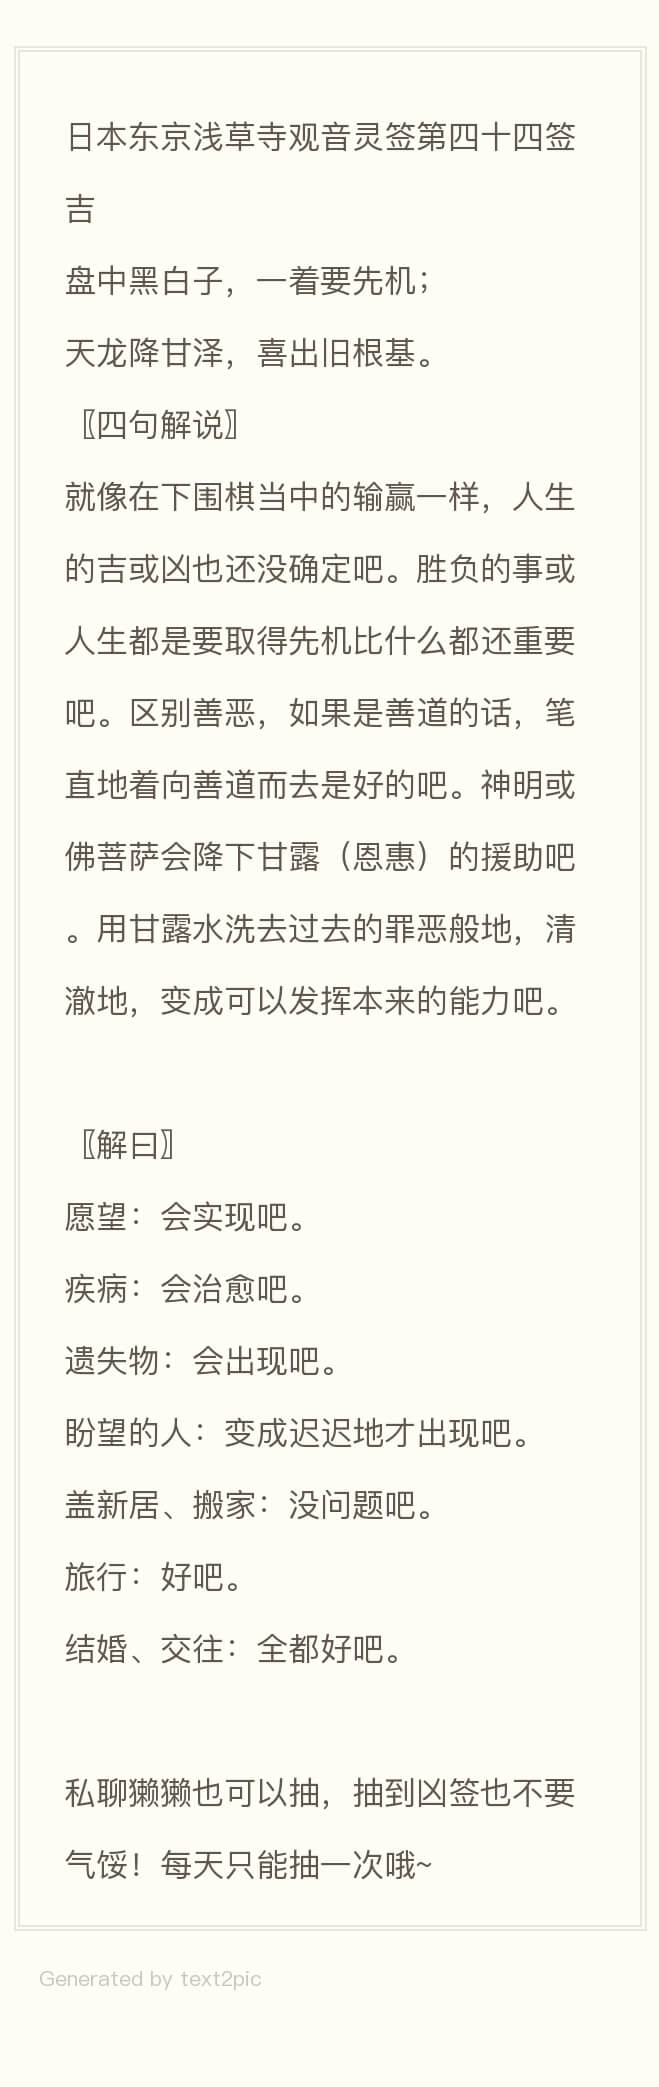 日本东京浅草寺观音灵签第四十四签
吉
盘中黑白子，一着要先机；
天龙降甘泽，喜出旧根基。
〖四句解说〗
就像在下围棋当中的输赢一样，人生
的吉或凶也还没确定吧。胜负的事或
人生都是要取得先机比什么都还重要
吧。区别善恶，如果是善道的话，笔
直地着向善道而去是好的吧。神明或
佛菩萨会降下甘露（恩惠）的援助吧
。用甘露水洗去过去的罪恶般地，清
澈地，变成可以发挥本来的能力吧。
〖解曰〗
愿望：会实现吧。
疾病：会治愈吧。
遗失物：会出现吧。
盼望的人：变成迟迟地才出现吧。
盖新居、搬家：没问题吧。
旅行：好吧。
结婚、交往：全都好吧。
私聊獭獭也可以抽，抽到凶签也不要
气馁！每天只能抽一次哦~
Generated by text2pic